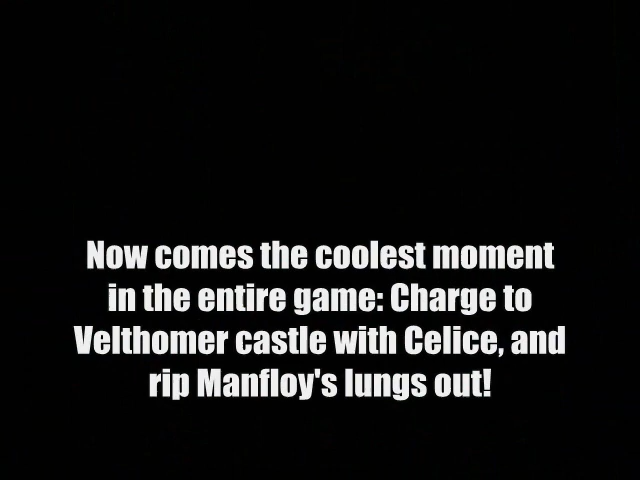 Now comes the coolest moment
in the entire game: Charge to
Velthomer castle with Celice, and
rip Manfloy's lungs out!